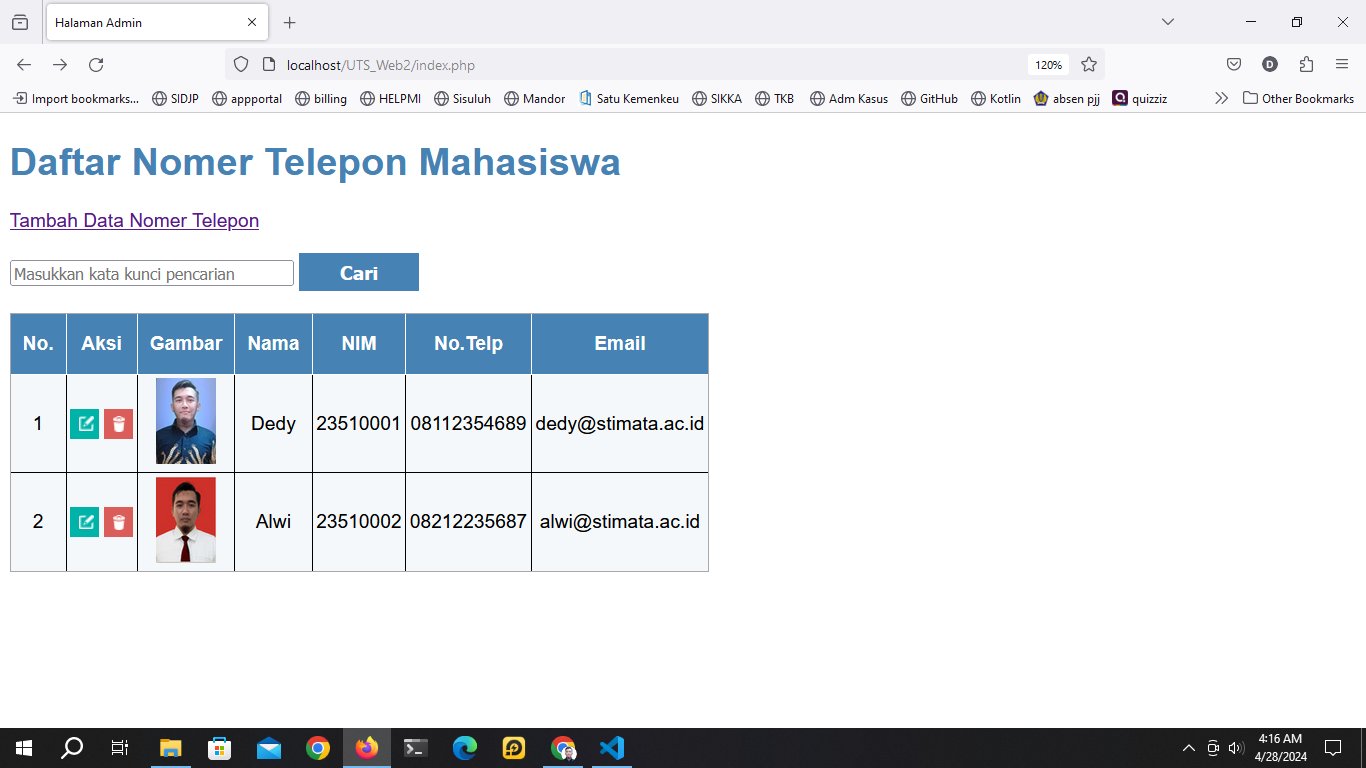 Halaman Admin
localhost/UTS_Web2/index.php
120%
D
Import bookmarks... SIDJP appportal billing HELPMI Sisuluh Mandor Satu Kemenkeu SIKKA TKB Adm Kasus GitHub Kotlin absen pjj quizziz Other Bookmarks
Daftar Nomer Telepon Mahasiswa
Tambah Data Nomer Telepon
Masukkan kata kunci pencarian Cari
No. Aksi Gambar Nama NIM No.Telp Email
1 Dedy 23510001 08112354689 dedy@stimata.ac.id
2 Alwi 23510002 08212235687 alwi@stimata.ac.id
4:16 AM
4/28/2024